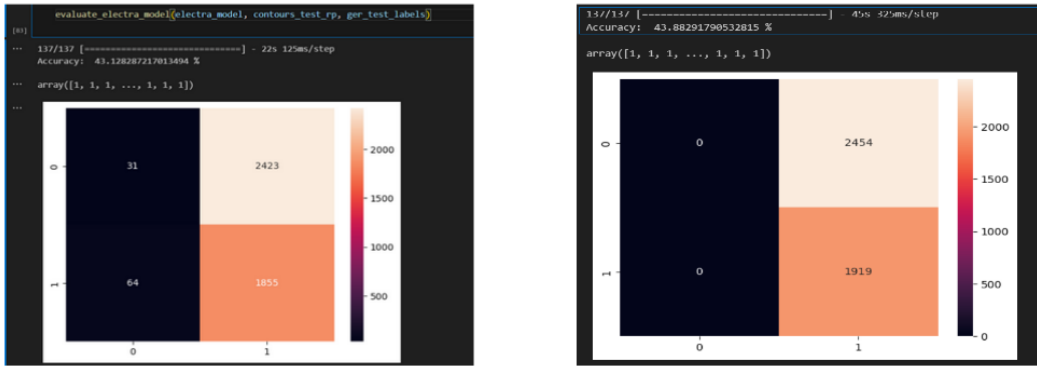 evaluate_electra_model(electra_model, contours_test_rp, ger_test_labels)
[83]
... 137/137 [==============================] - 22s 125ms/step
Accuracy: 43.128287217013494 %
... array([1, 1, 1, ..., 1, 1, 1])
...
0 31 2423
1 64 1855
0 1
2000
1500
1000
500
137/137 [==============================] - 45s 325ms/step
Accuracy: 43.88291790532815 %
array([1, 1, 1, ..., 1, 1, 1])
0 0 2454
1 0 1919
0 1
2000
1500
1000
500
0